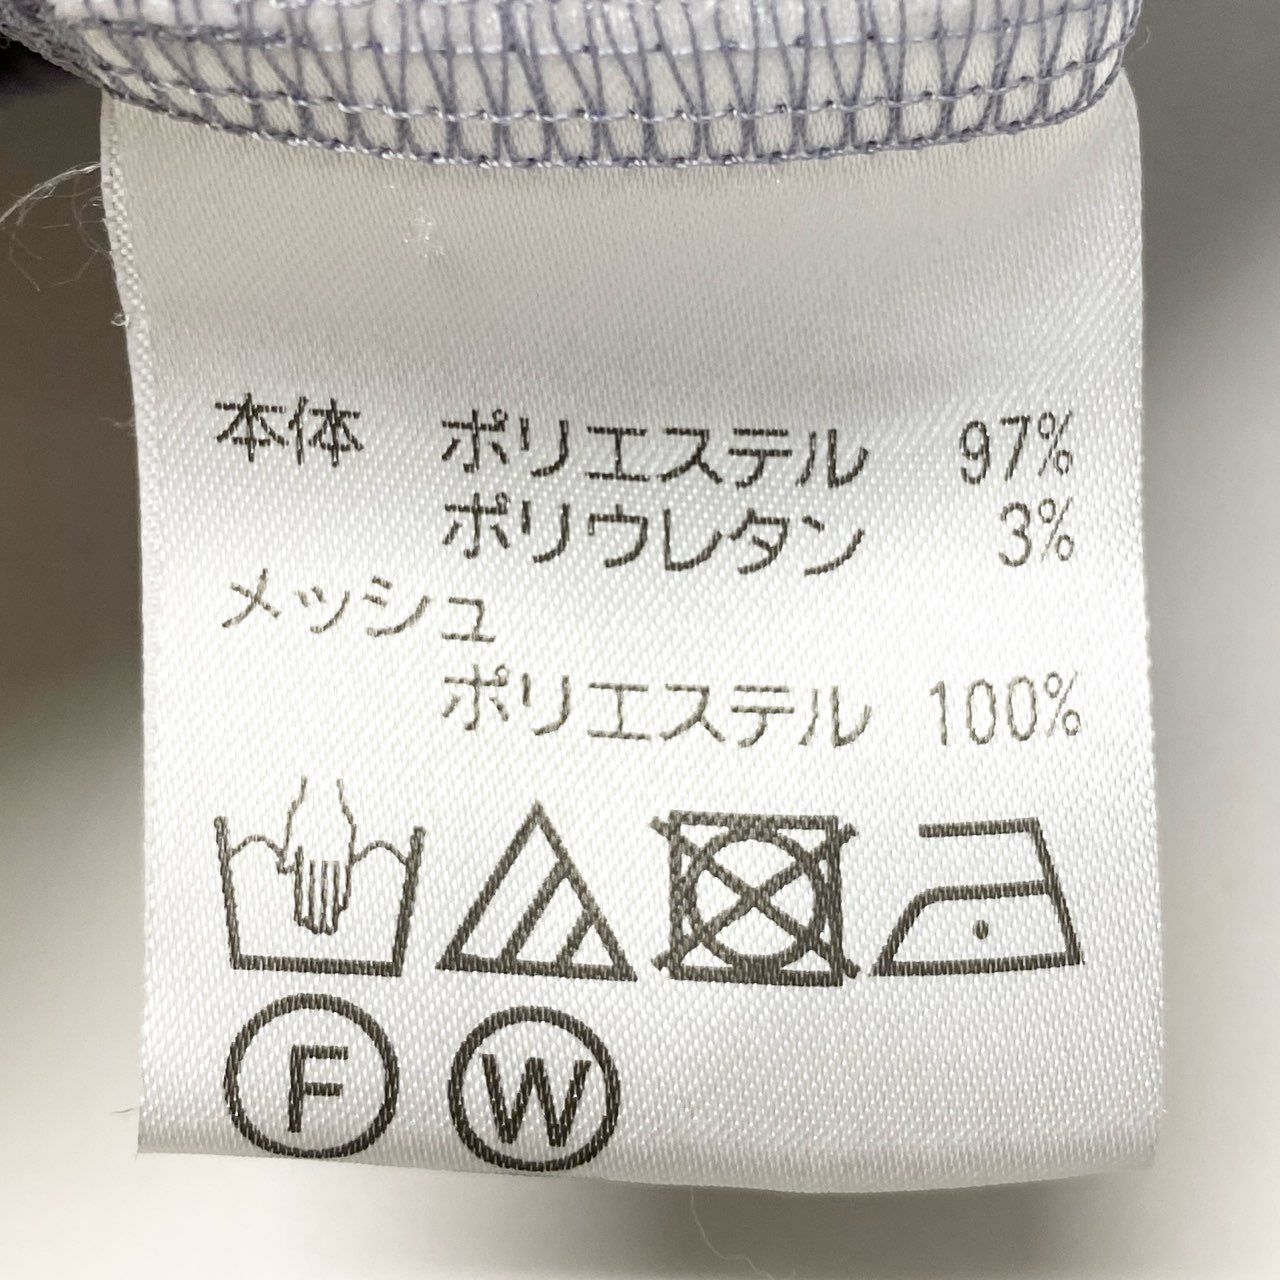 本体 ポリエステル 97%
ポリウレタン 3%
メッシュ
ポリエステル 100%
F W